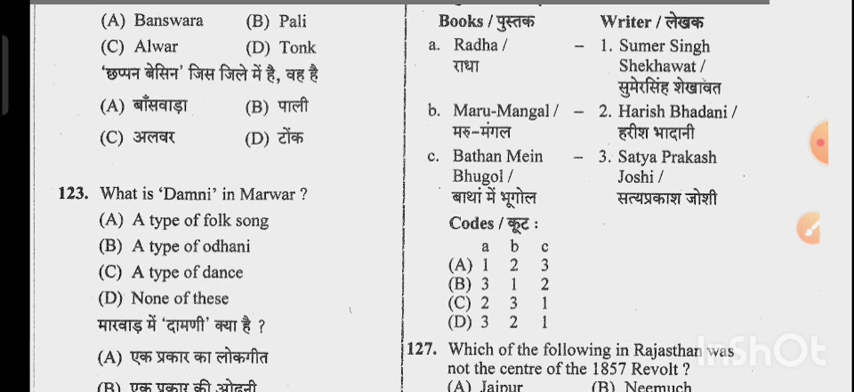 (A) Banswara (B) Pali
(C) Alwar (D) Tonk
'छप्पन बेसिन' जिस जिले में है, वह है
(A) बाँसवाड़ा (B) पाली
(C) अलवर (D) टोंक
123. What is 'Damni' in Marwar ?
(A) A type of folk song
(B) A type of odhani
(C) A type of dance
(D) None of these
मारवाड़ में 'दामणी' क्या है ?
(A) एक प्रकार का लोकगीत
(B) एक प्रकार की ओढ़नी
Books / पुस्तक Writer / लेखक
a. Radha / – 1. Sumer Singh
राधा Shekhawat /
सुमेरसिंह शेखावत
b. Maru-Mangal / – 2. Harish Bhadani /
मरु-मंगल हरीश भादानी
c. Bathan Mein – 3. Satya Prakash
Bhugol / Joshi /
बाथां में भूगोल सत्यप्रकाश जोशी
Codes / कूट :
a b c
(A) 1 2 3
(B) 3 1 2
(C) 2 3 1
(D) 3 2 1
127. Which of the following in Rajasthan was
not the centre of the 1857 Revolt ?
(A) Jaipur (B) Neemuch
InShOt